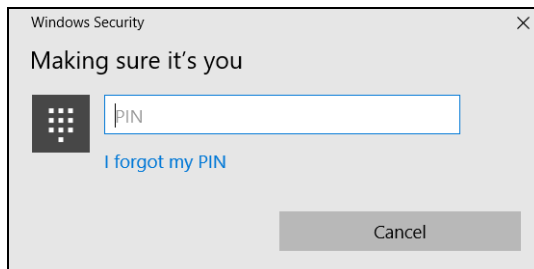 Windows Security
Making sure it’s you
PIN
I forgot my PIN
Cancel